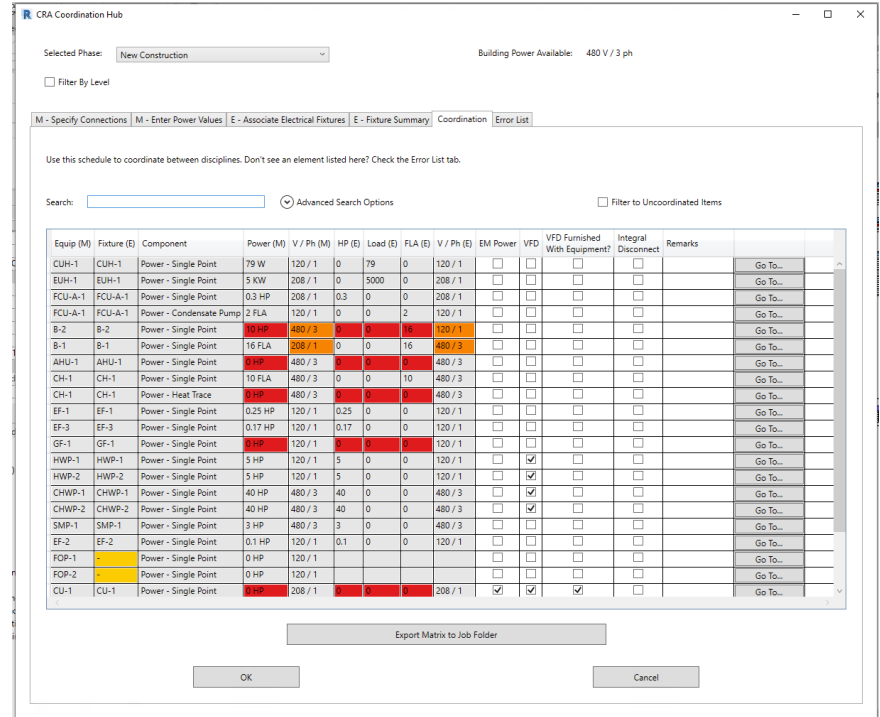 R CRA Coordination Hub
Selected Phase: New Construction Building Power Available: 480 V / 3 ph
Filter By Level
M - Specify Connections M - Enter Power Values E - Associate Electrical Fixtures E - Fixture Summary Coordination Error List
Use this schedule to coordinate between disciplines. Don't see an element listed here? Check the Error List tab.
Search: Advanced Search Options Filter to Uncoordinated Items
Equip (M) Fixture (E) Component Power (M) V / Ph (M) HP (E) Load (E) FLA (E) V / Ph (E) EM Power VFD VFD Furnished With Equipment? Integral Disconnect Remarks
CUH-1 CUH-1 Power - Single Point 79 W 120 / 1 0 79 0 120 / 1 Go To...
EUH-1 EUH-1 Power - Single Point 5 KW 208 / 1 0 5000 0 208 / 1 Go To...
FCU-A-1 FCU-A-1 Power - Single Point 0.3 HP 208 / 1 0.3 0 0 208 / 1 Go To...
FCU-A-1 FCU-A-1 Power - Condensate Pump 2 FLA 120 / 1 0 0 2 120 / 1 Go To...
B-2 B-2 Power - Single Point 10 HP 480 / 3 0 0 16 120 / 1 Go To...
B-1 B-1 Power - Single Point 16 FLA 208 / 1 0 0 16 480 / 3 Go To...
AHU-1 AHU-1 Power - Single Point 0 HP 480 / 3 0 0 0 480 / 3 Go To...
CH-1 CH-1 Power - Single Point 10 FLA 480 / 3 0 0 10 480 / 3 Go To...
CH-1 CH-1 Power - Heat Trace 0 HP 480 / 3 0 0 0 480 / 3 Go To...
EF-1 EF-1 Power - Single Point 0.25 HP 120 / 1 0.25 0 0 120 / 1 Go To...
EF-3 EF-3 Power - Single Point 0.17 HP 120 / 1 0.17 0 0 120 / 1 Go To...
GF-1 GF-1 Power - Single Point 0 HP 120 / 1 0 0 0 120 / 1 Go To...
HWP-1 HWP-1 Power - Single Point 5 HP 120 / 1 5 0 0 120 / 1 Go To...
HWP-2 HWP-2 Power - Single Point 5 HP 120 / 1 5 0 0 120 / 1 Go To...
CHWP-1 CHWP-1 Power - Single Point 40 HP 480 / 3 40 0 0 480 / 3 Go To...
CHWP-2 CHWP-2 Power - Single Point 40 HP 480 / 3 40 0 0 480 / 3 Go To...
SMP-1 SMP-1 Power - Single Point 3 HP 480 / 3 3 0 0 480 / 3 Go To...
EF-2 EF-2 Power - Single Point 0.1 HP 120 / 1 0.1 0 0 120 / 1 Go To...
FOP-1 - Power - Single Point 0 HP 120 / 1 Go To...
FOP-2 - Power - Single Point 0 HP 120 / 1 Go To...
CU-1 CU-1 Power - Single Point 0 HP 208 / 1 0 0 0 208 / 1 Go To...
Export Matrix to Job Folder
OK Cancel